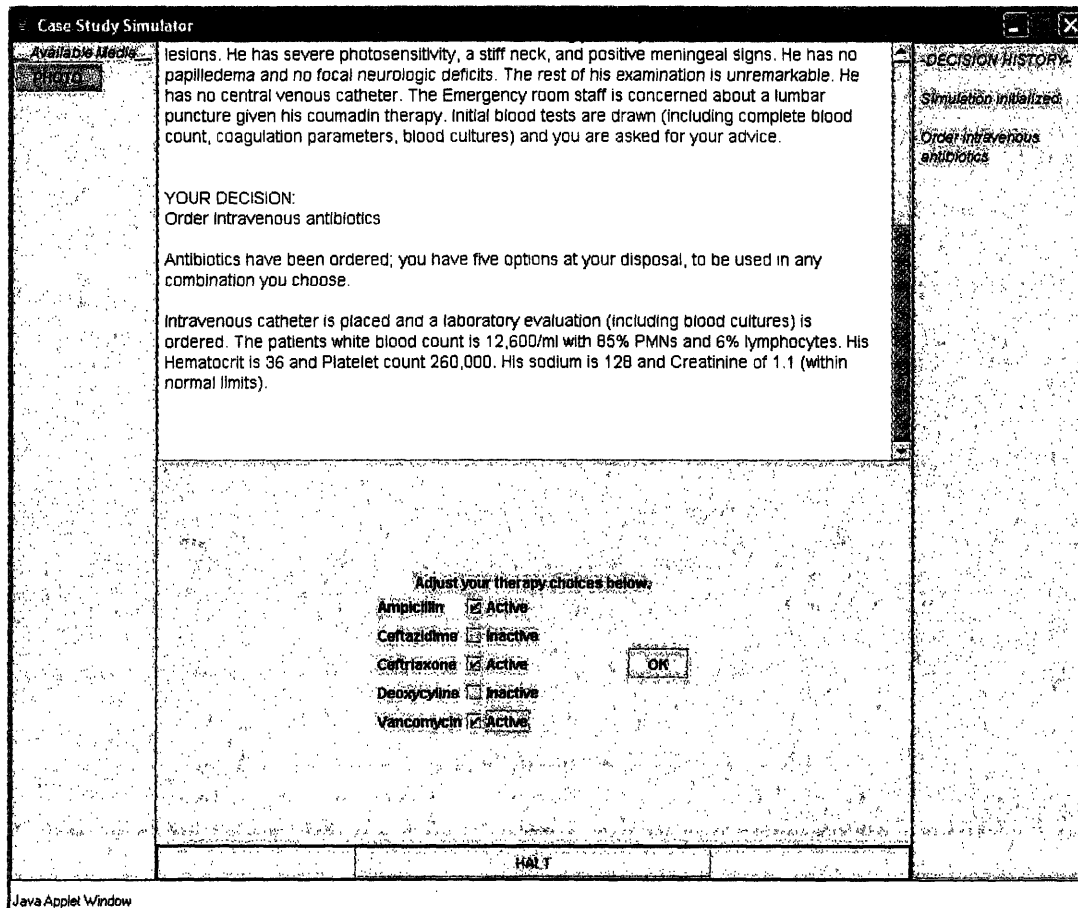 Case Study Simulator
Available Media
PHOTO
lesions. He has severe photosensitivity, a stiff neck, and positive meningeal signs. He has no
papilledema and no focal neurologic deficits. The rest of his examination is unremarkable. He
has no central venous catheter. The Emergency room staff is concerned about a lumbar
puncture given his coumadin therapy. Initial blood tests are drawn (including complete blood
count, coagulation parameters, blood cultures) and you are asked for your advice.
YOUR DECISION:
Order intravenous antibiotics
Antibiotics have been ordered; you have five options at your disposal, to be used in any
combination you choose.
Intravenous catheter is placed and a laboratory evaluation (including blood cultures) is
ordered. The patients white blood count is 12,600/ml with 85% PMNs and 6% lymphocytes. His
Hematocrit is 36 and Platelet count 260,000. His sodium is 128 and Creatinine of 1.1 (within
normal limits).
-DECISION HISTORY-
Simulation initialized
Order intravenous
antibiotics
Adjust your therapy choices below.
Ampicillin Active
Ceftazidime Inactive
Ceftriaxone Active
Deoxycyline Inactive
Vancomycin Active
OK
HALT
Java Applet Window